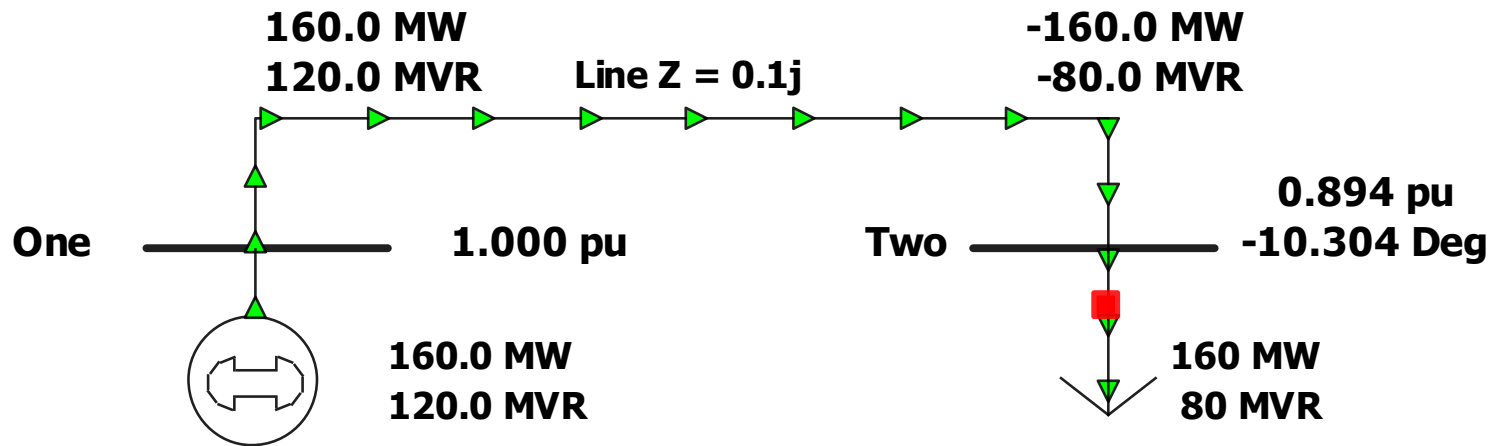 160.0 MW
120.0 MVR
Line Z = 0.1j
-160.0 MW
-80.0 MVR
One
1.000 pu
Two
0.894 pu
-10.304 Deg
160.0 MW
120.0 MVR
160 MW
80 MVR